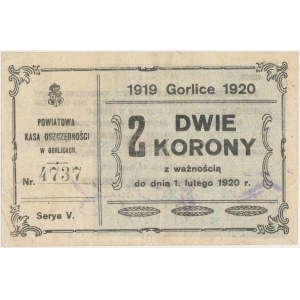 POWIATOWA
KASA OSZCZĘDNOŚCI
W GORLICACH.
Nr. 4737
Serya V.
1919 Gorlice 1920
2 DWIE
KORONY
z ważnością
do dnia 1. lutego 1920 r.